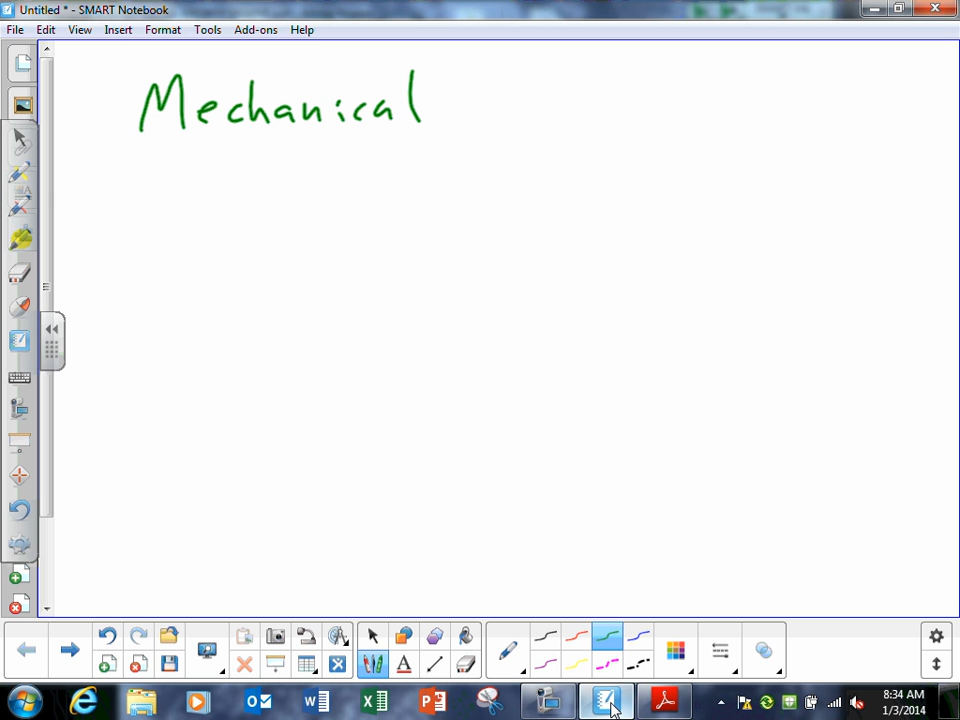 Untitled * - SMART Notebook
File Edit View Insert Format Tools Add-ons Help
Mechanical
8:34 AM
1/3/2014